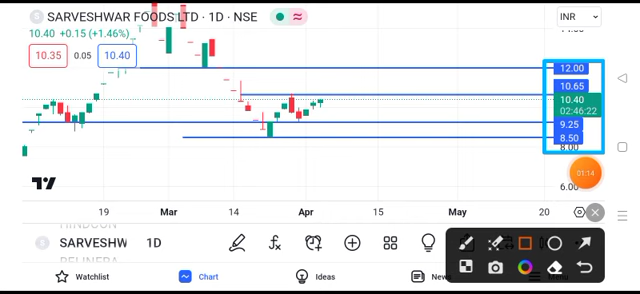 S SARVESHWAR FOODS LTD · 1D · NSE
INR
10.40 +0.15 (+1.46%)
10.35 0.05 10.40
12.00
10.65
10.40
02:46:22
9.25
8.50
8.00
6.00
01:14
19 Mar 14 Apr 15 May 20
S SARVESHW 1D
Watchlist Chart Ideas News Menu